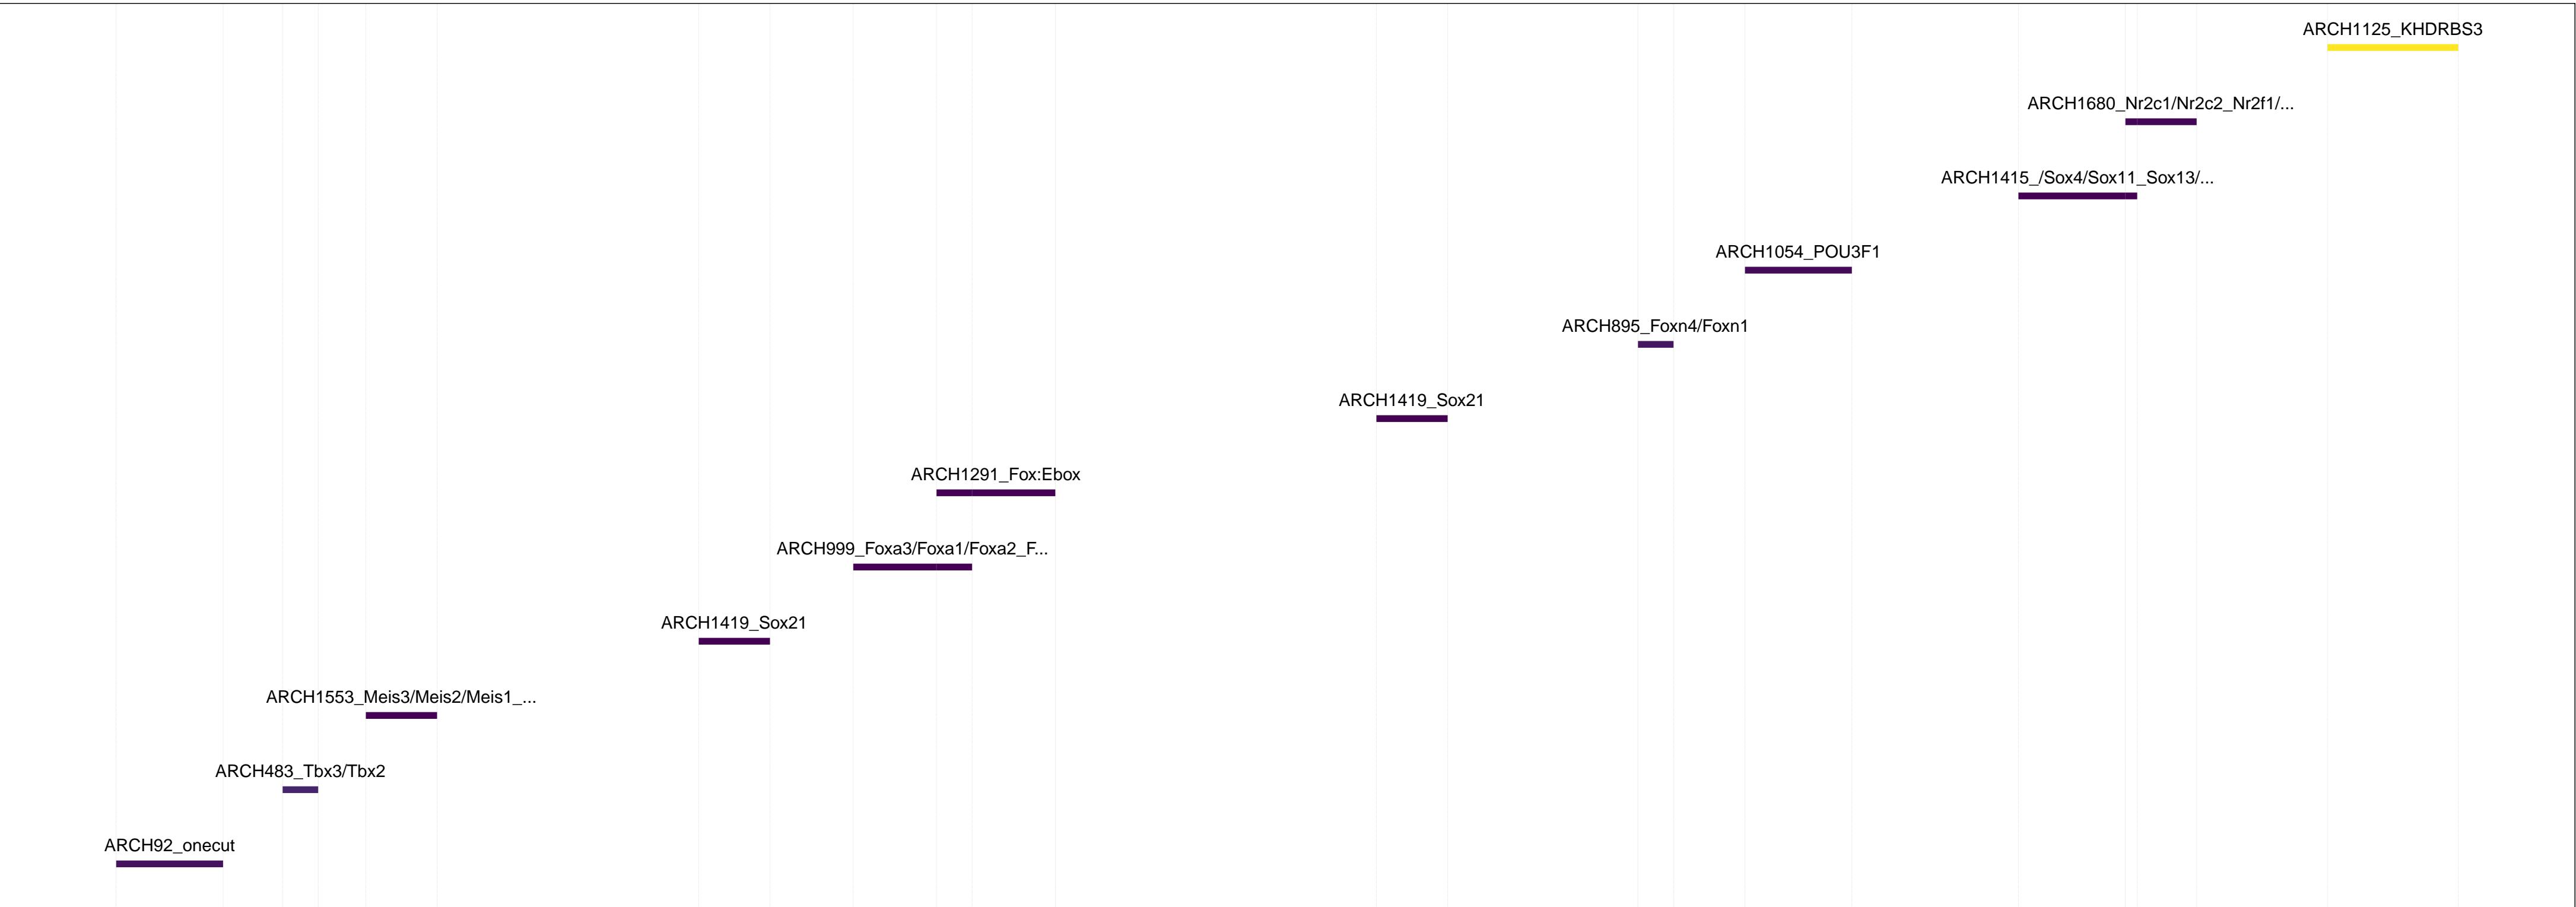 ARCH1125_KHDRBS3
ARCH1680_Nr2c1/Nr2c2_Nr2f1/...
ARCH1415_/Sox4/Sox11_Sox13/...
ARCH1054_POU3F1
ARCH895_Foxn4/Foxn1
ARCH1419_Sox21
ARCH1291_Fox:Ebox
ARCH999_Foxa3/Foxa1/Foxa2_F...
ARCH1419_Sox21
ARCH1553_Meis3/Meis2/Meis1_...
ARCH483_Tbx3/Tbx2
ARCH92_onecut